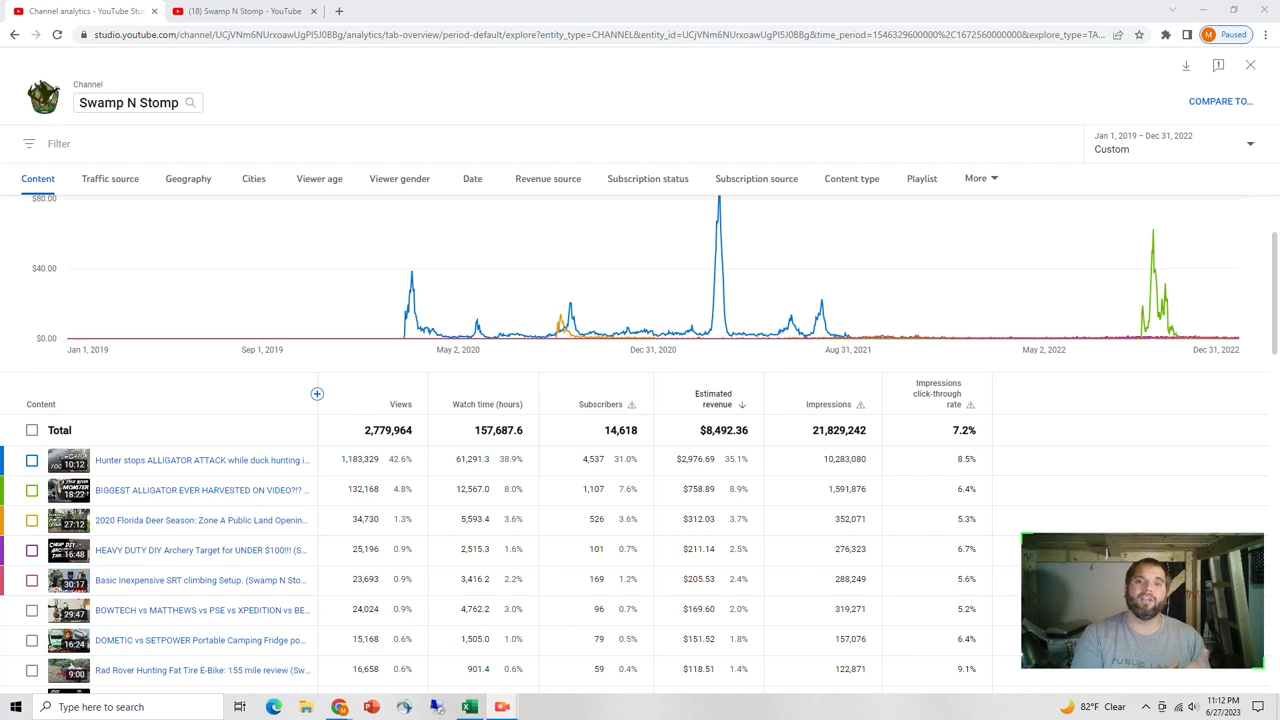 Channel analytics - YouTube Stu
(18) Swamp N Stomp - YouTube
studio.youtube.com/channel/UCjVNm6NUrxoawUgPI5J0BBg/analytics/tab-overview/period-default/explore?entity_type=CHANNEL&entity_id=UCjVNm6NUrxoawUgPI5J0BBg&time_period=1546329600000%2C1672560000000&explore_type=TA...
M Paused
Channel
Swamp N Stomp
COMPARE TO...
Filter
Jan 1, 2019 – Dec 31, 2022
Custom
Content Traffic source Geography Cities Viewer age Viewer gender Date Revenue source Subscription status Subscription source Content type Playlist More
$80.00
$40.00
$0.00
Jan 1, 2019 Sep 1, 2019 May 2, 2020 Dec 31, 2020 Aug 31, 2021 May 2, 2022 Dec 31, 2022
Content Views Watch time (hours) Subscribers Estimated revenue Impressions Impressions click-through rate
Total 2,779,964 157,687.6 14,618 $8,492.36 21,829,242 7.2%
10:12 Hunter stops ALLIGATOR ATTACK while duck hunting i... 1,183,329 42.6% 61,291.3 38.9% 4,537 31.0% $2,976.69 35.1% 10,283,080 8.5%
18:22 BIGGEST ALLIGATOR EVER HARVESTED ON VIDEO?!? ... 132,168 4.8% 12,567.0 8.0% 1,107 7.6% $758.89 8.9% 1,591,876 6.4%
27:12 2020 Florida Deer Season: Zone A Public Land Openin... 34,730 1.3% 5,593.4 3.6% 526 3.6% $312.03 3.7% 352,071 5.3%
16:48 HEAVY DUTY DIY Archery Target for UNDER $100!!! (S... 25,196 0.9% 2,515.3 1.6% 101 0.7% $211.14 2.5% 276,323 6.7%
30:17 Basic Inexpensive SRT climbing Setup. (Swamp N Sto... 23,693 0.9% 3,416.2 2.2% 169 1.2% $205.53 2.4% 288,249 5.6%
29:47 BOWTECH vs MATTHEWS vs PSE vs XPEDITION vs BE... 24,024 0.9% 4,762.2 3.0% 96 0.7% $169.60 2.0% 319,271 5.2%
16:24 DOMETIC vs SETPOWER Portable Camping Fridge po... 15,168 0.6% 1,505.0 1.0% 79 0.5% $151.52 1.8% 157,076 6.4%
9:00 Rad Rover Hunting Fat Tire E-Bike: 155 mile review (Sw... 16,658 0.6% 901.4 0.6% 59 0.4% $118.51 1.4% 122,871 9.1%
Type here to search
82°F Clear
11:12 PM
6/27/2023